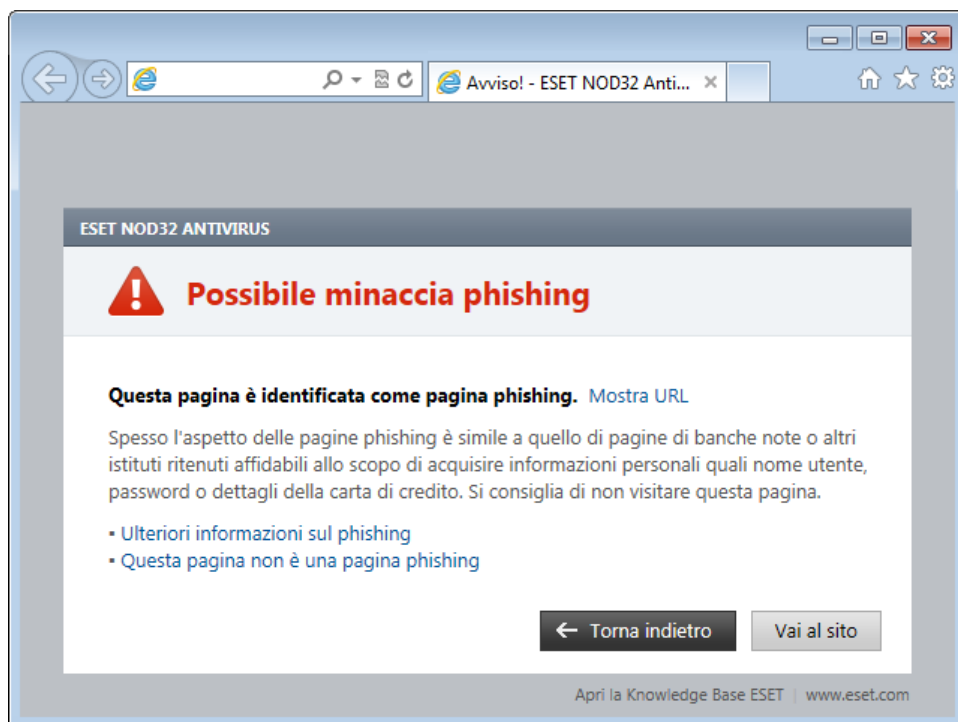 Avviso! - ESET NOD32 Anti...
ESET NOD32 ANTIVIRUS
Possibile minaccia phishing
Questa pagina è identificata come pagina phishing. Mostra URL
Spesso l'aspetto delle pagine phishing è simile a quello di pagine di banche note o altri
istituti ritenuti affidabili allo scopo di acquisire informazioni personali quali nome utente,
password o dettagli della carta di credito. Si consiglia di non visitare questa pagina.
▪ Ulteriori informazioni sul phishing
▪ Questa pagina non è una pagina phishing
← Torna indietro Vai al sito
Apri la Knowledge Base ESET | www.eset.com